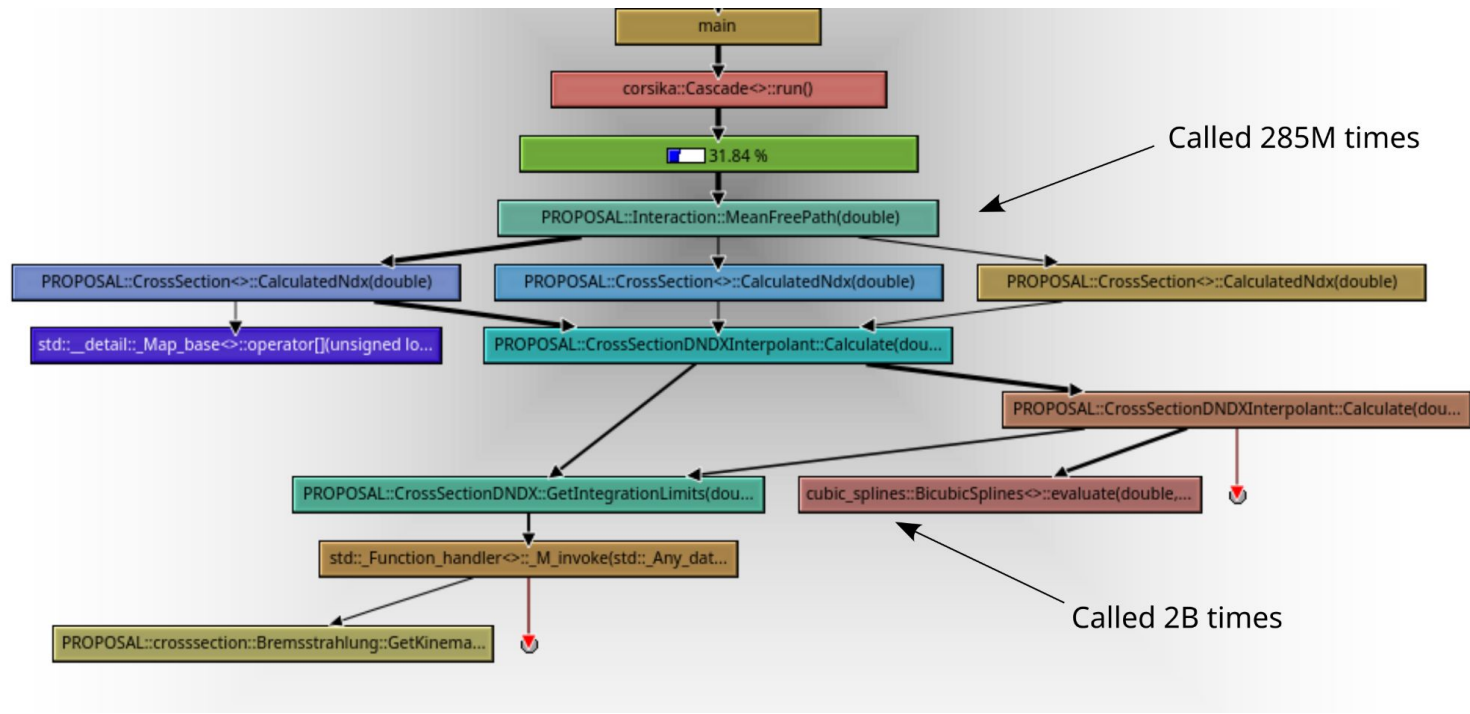 main
corsika::Cascade<>::run()
Called 285M times
31.84 %
PROPOSAL::Interaction::MeanFreePath(double)
PROPOSAL::CrossSection<>::CalculatedNdx(double)
PROPOSAL::CrossSection<>::CalculatedNdx(double)
PROPOSAL::CrossSection<>::CalculatedNdx(double)
std::__detail::_Map_base<>::operator[](unsigned lo...
PROPOSAL::CrossSectionDNDXInterpolant::Calculate(dou...
PROPOSAL::CrossSectionDNDXInterpolant::Calculate(dou...
PROPOSAL::CrossSectionDNDX::GetIntegrationLimits(dou...
cubic_splines::BicubicSplines<>::evaluate(double,...
std::_Function_handler<>::_M_invoke(std::_Any_dat...
Called 2B times
PROPOSAL::crosssection::Bremsstrahlung::GetKinema...